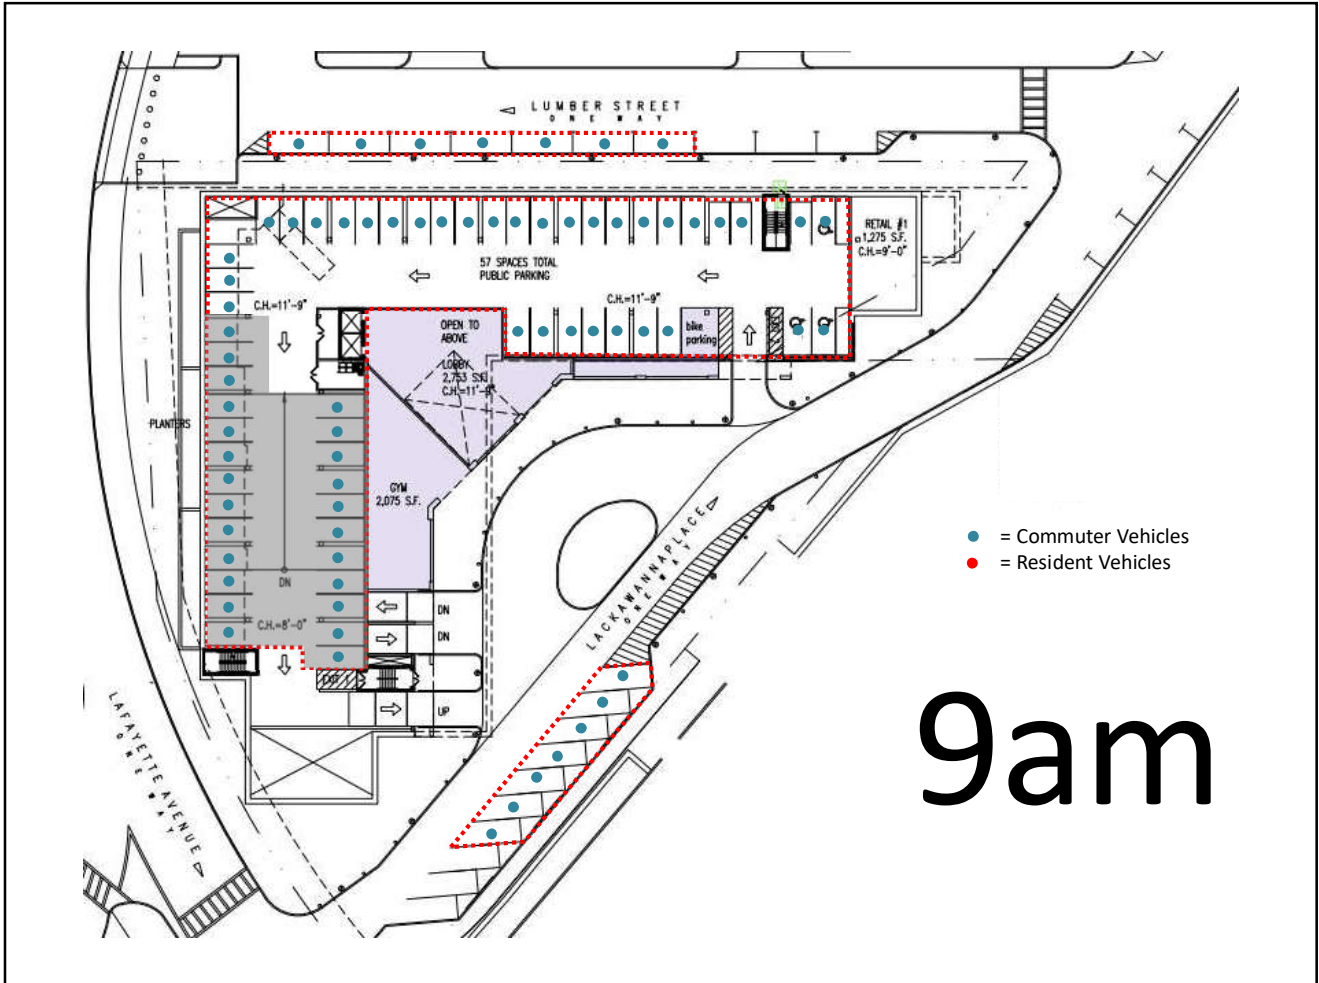 LUMBER STREET
ONE WAY
RETAIL #1
1,275 S.F.
C.H.=9'-0"
57 SPACES TOTAL
PUBLIC PARKING
C.H.=11'-9"
C.H.=11'-9"
OPEN TO
ABOVE
bike
parking
LOBBY
2,753 S.F.
PLANTERS
GYM
2,075 S.F.
LACKAWANNA PLACE
ONE WAY
= Commuter Vehicles
= Resident Vehicles
DN
DN
C.H.=8'-0"
DN
UP
9am
LAFAYETTE AVENUE
ONE WAY